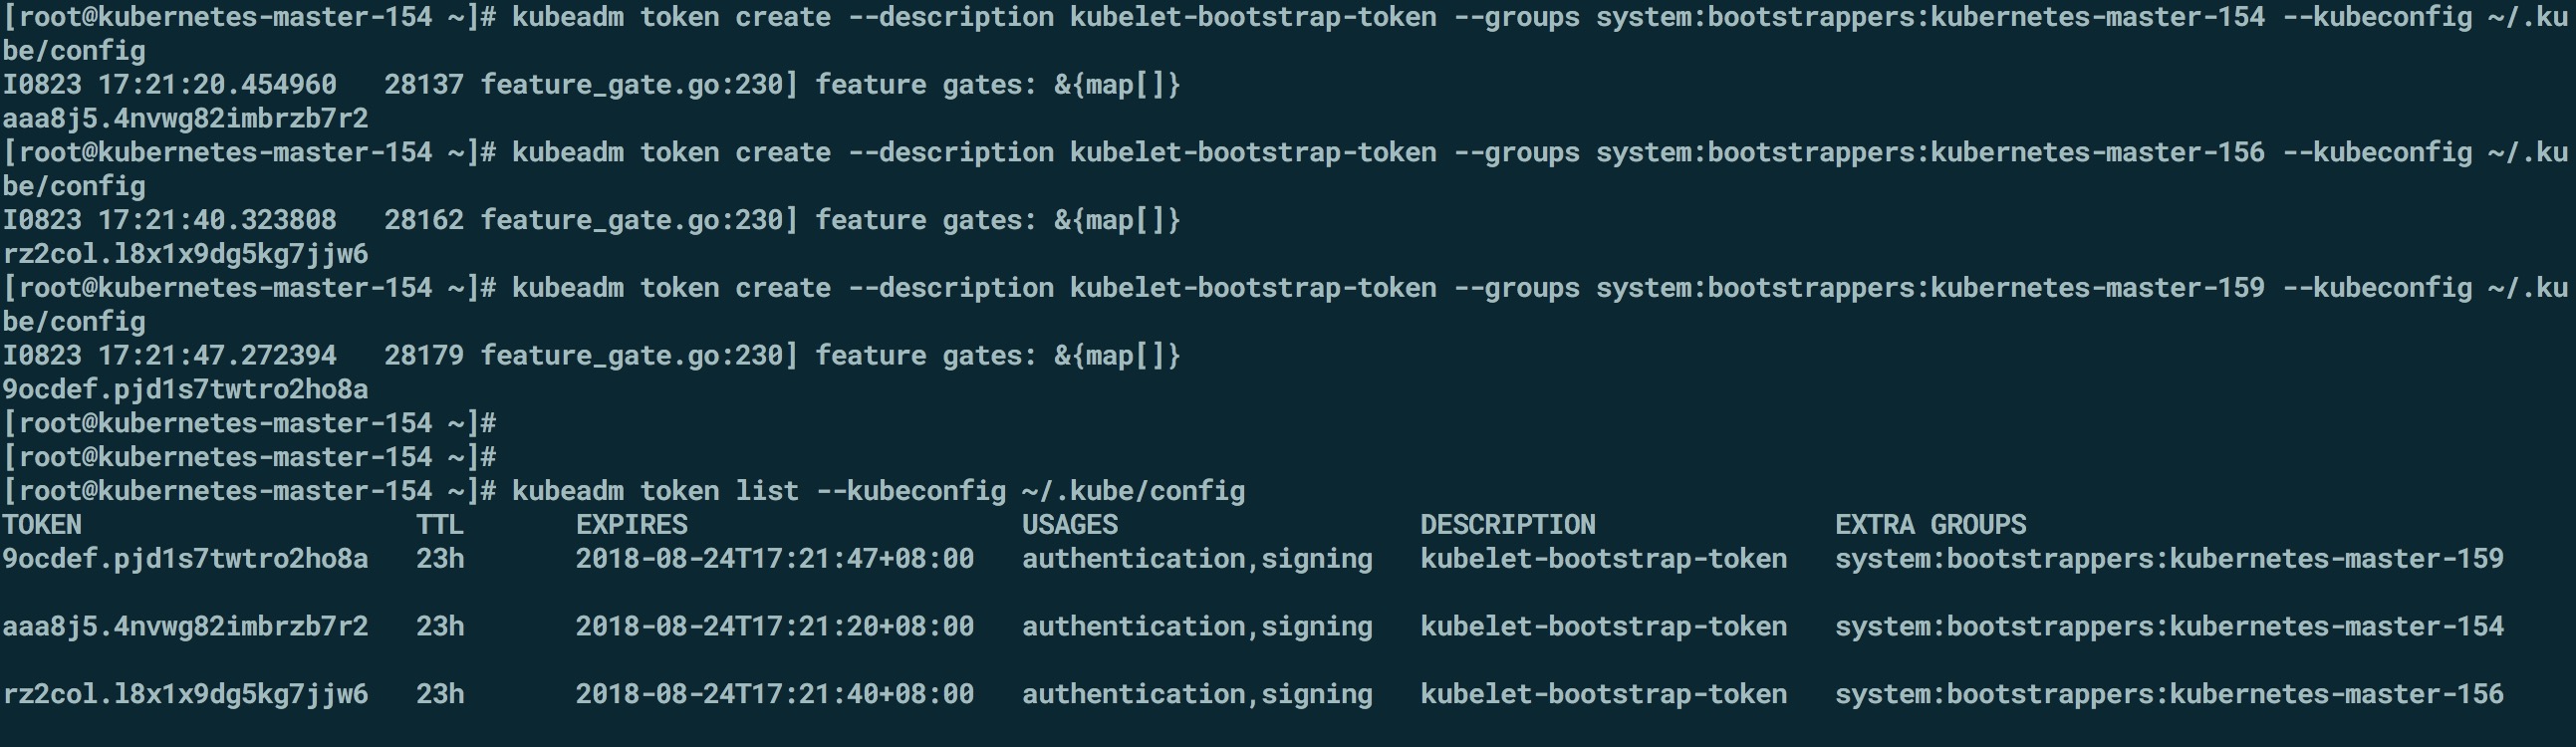 [root@kubernetes-master-154 ~]# kubeadm token create --description kubelet-bootstrap-token --groups system:bootstrappers:kubernetes-master-154 --kubeconfig ~/.ku
be/config
I0823 17:21:20.454960   28137 feature_gate.go:230] feature gates: &{map[]}
aaa8j5.4nvwg82imbrzb7r2
[root@kubernetes-master-154 ~]# kubeadm token create --description kubelet-bootstrap-token --groups system:bootstrappers:kubernetes-master-156 --kubeconfig ~/.ku
be/config
I0823 17:21:40.323808   28162 feature_gate.go:230] feature gates: &{map[]}
rz2col.l8x1x9dg5kg7jjw6
[root@kubernetes-master-154 ~]# kubeadm token create --description kubelet-bootstrap-token --groups system:bootstrappers:kubernetes-master-159 --kubeconfig ~/.ku
be/config
I0823 17:21:47.272394   28179 feature_gate.go:230] feature gates: &{map[]}
9ocdef.pjd1s7twtro2ho8a
[root@kubernetes-master-154 ~]#
[root@kubernetes-master-154 ~]#
[root@kubernetes-master-154 ~]# kubeadm token list --kubeconfig ~/.kube/config
TOKEN                     TTL       EXPIRES                     USAGES                   DESCRIPTION               EXTRA GROUPS
9ocdef.pjd1s7twtro2ho8a   23h       2018-08-24T17:21:47+08:00   authentication,signing   kubelet-bootstrap-token   system:bootstrappers:kubernetes-master-159
aaa8j5.4nvwg82imbrzb7r2   23h       2018-08-24T17:21:20+08:00   authentication,signing   kubelet-bootstrap-token   system:bootstrappers:kubernetes-master-154
rz2col.l8x1x9dg5kg7jjw6   23h       2018-08-24T17:21:40+08:00   authentication,signing   kubelet-bootstrap-token   system:bootstrappers:kubernetes-master-156